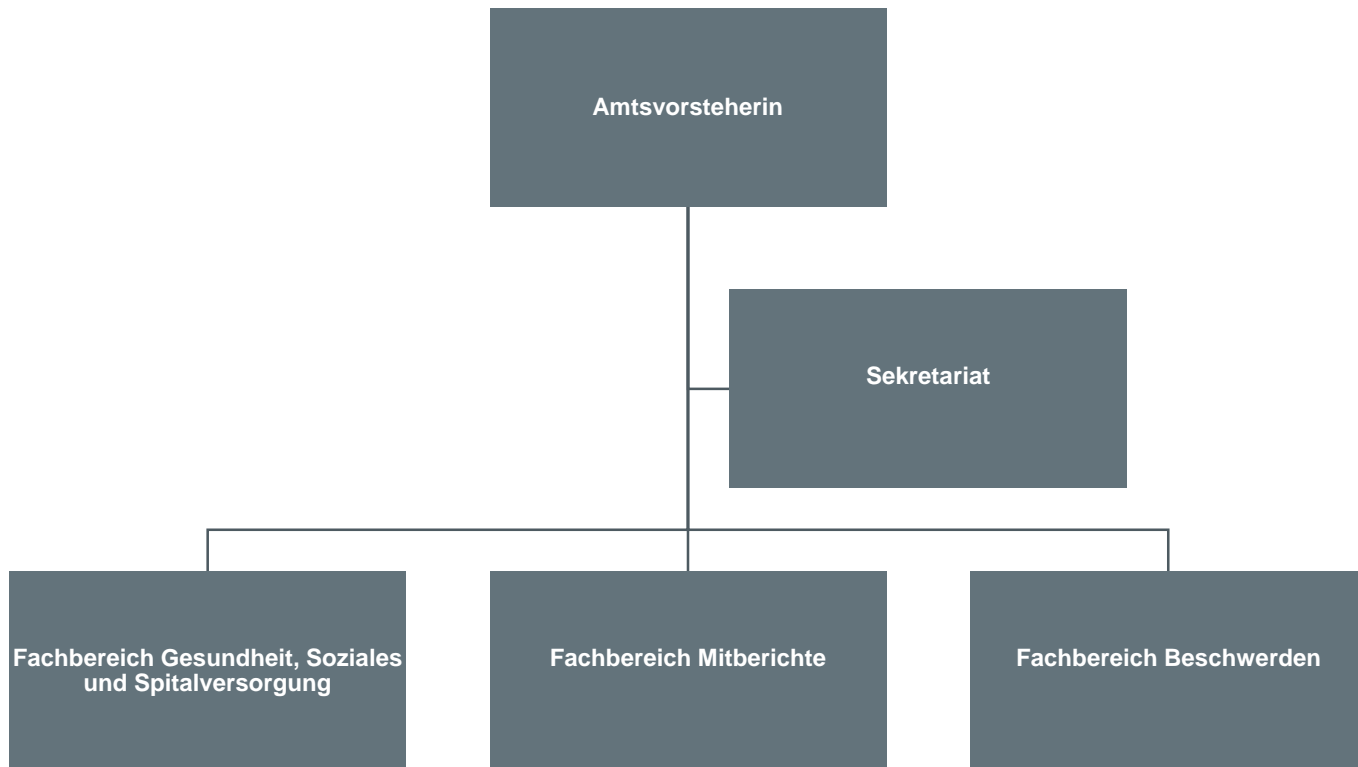 Amtsvorsteherin
Sekretariat
Fachbereich Gesundheit, Soziales
und Spitalversorgung
Fachbereich Mitberichte
Fachbereich Beschwerden